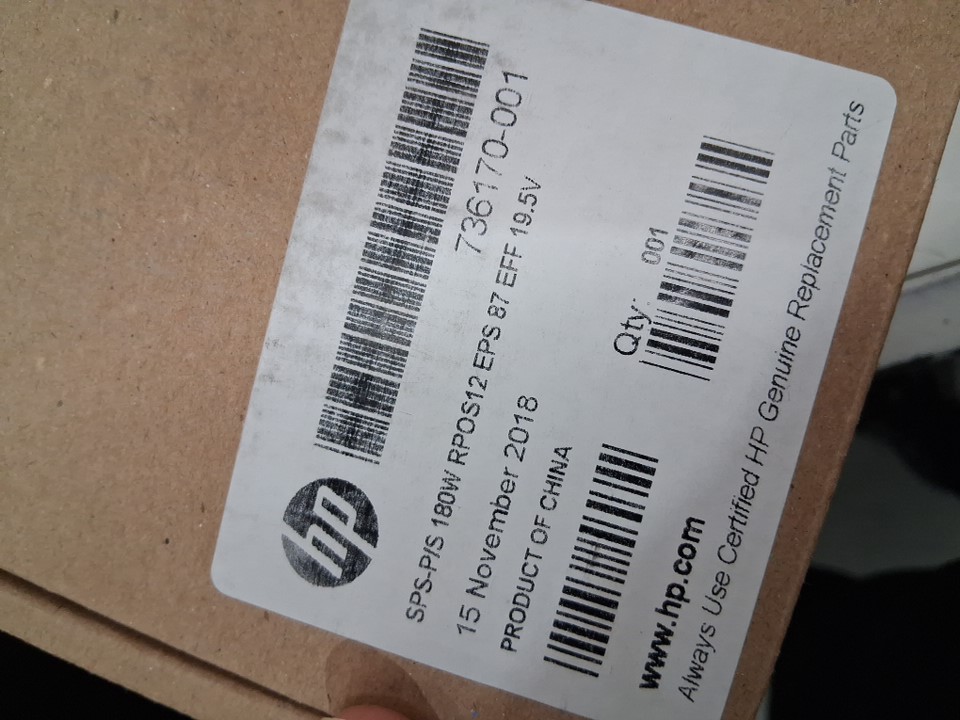 hp
736170-001
SPS-P/S 180W RPOS12 EPS 87 EFF 19.5V
15 November 2018
PRODUCT OF CHINA
Qty: 001
www.hp.com
Always Use Certified HP Genuine Replacement Parts